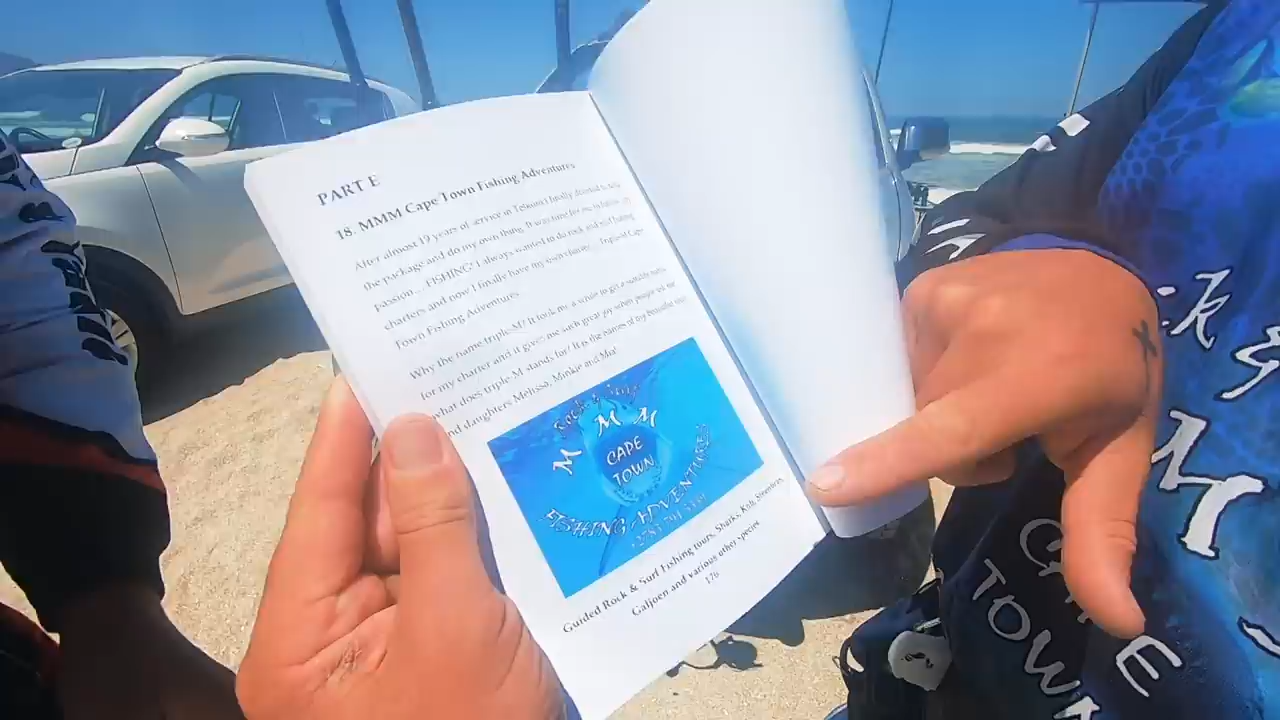 PART E
18. MMM Cape Town Fishing Adventures
After almost 19 years of service in Telkom I finally decided to take
the package and do my own thing. It was time for me to follow my
passion... FISHING! I always wanted to do rock and surf fishing
charters and now I finally have my own charter... Tripple-M Cape
Town Fishing Adventures.
Why the name triple-M? It took me a while to get a suitable name
for my charter and it gives me such great joy when people ask me
what does triple-M stands for? It is the names of my beautiful wife
and daughters Melissa, Minkie and Mia!
Rock & Surf
M M M
CAPE
TOWN
FISHING ADVENTURES
Guided Rock & Surf Fishing tours, Sharks, Kob, Steenbras,
Galjoen and various other species
176
CAPE
TOWN